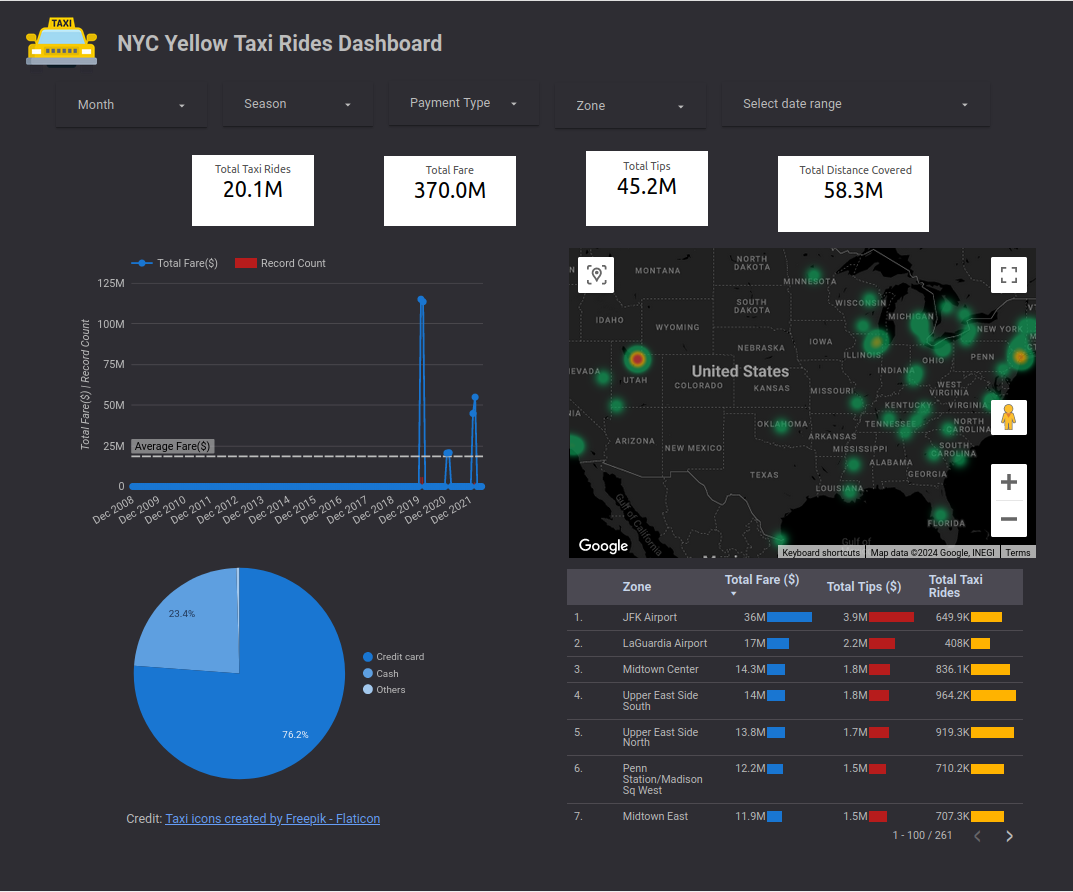 TAXI
NYC Yellow Taxi Rides Dashboard
Month
Season
Payment Type
Zone
Select date range
Total Taxi Rides
20.1M
Total Fare
370.0M
Total Tips
45.2M
Total Distance Covered
58.3M
Total Fare($)
Record Count
Total Fare($) | Record Count
125M
100M
75M
50M
25M
0
Average Fare($)
Dec 2008
Dec 2009
Dec 2010
Dec 2011
Dec 2012
Dec 2013
Dec 2014
Dec 2015
Dec 2016
Dec 2017
Dec 2018
Dec 2019
Dec 2020
Dec 2021
MONTANA
NORTH
DAKOTA
MINNESOTA
SOUTH
DAKOTA
WISCONSIN
MICHIGAN
IDAHO
WYOMING
IOWA
NEW YORK
NEBRASKA
ILLINOIS
OHIO
PENN
EVADA
UTAH
United States
COLORADO
KANSAS
MISSOURI
INDIANA
WEST
VIRGINIA
KENTUCKY
VIRGINIA
NIA
OKLAHOMA
TENNESSEE
NORTH
CAROLINA
ARIZONA
NEW MEXICO
ARKANSAS
MISSISSIPPI
SOUTH
CAROLINA
ALABAMA
GEORGIA
TEXAS
LOUISIANA
Gulf of
California
FLORIDA
Gulf of
Google
Keyboard shortcuts
Map data ©2024 Google, INEGI
Terms
Zone Total Fare ($) Total Tips ($) Total Taxi Rides
1. JFK Airport 36M 3.9M 649.9K
2. LaGuardia Airport 17M 2.2M 408K
3. Midtown Center 14.3M 1.8M 836.1K
4. Upper East Side South 14M 1.8M 964.2K
5. Upper East Side North 13.8M 1.7M 919.3K
6. Penn Station/Madison Sq West 12.2M 1.5M 710.2K
7. Midtown East 11.9M 1.5M 707.3K
1 - 100 / 261
23.4%
76.2%
Credit card
Cash
Others
Credit: Taxi icons created by Freepik - Flaticon